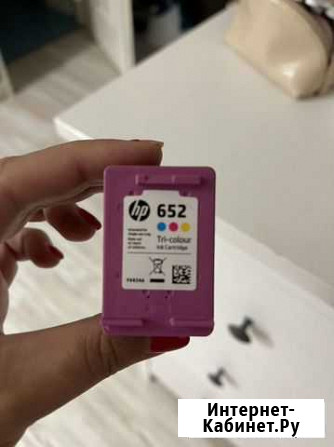 hp 652
Tri-colour
Ink Cartridge
Интернет-
Кабинет.Ру